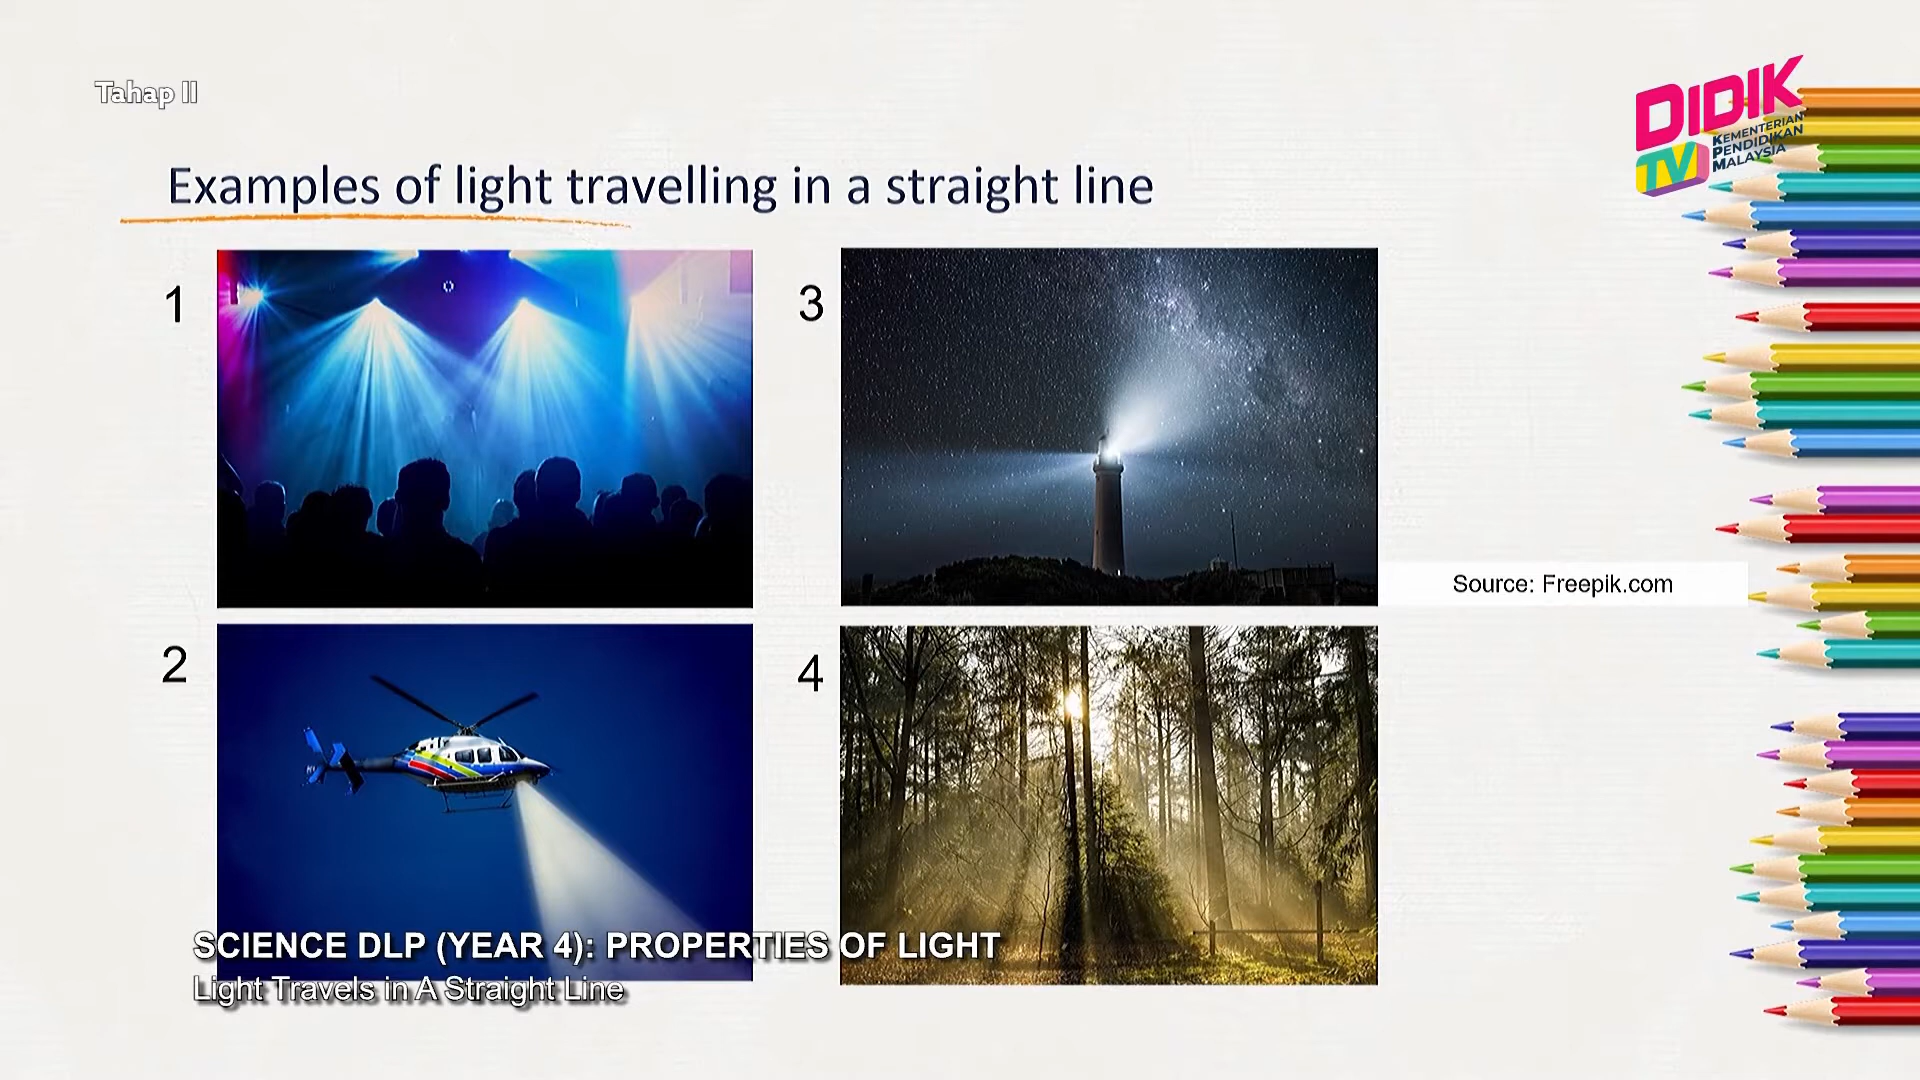 Tahap II
DIDIK
TV
KEMENTERIAN
PENDIDIKAN
MALAYSIA
Examples of light travelling in a straight line
1
3
Source: Freepik.com
2
4
SCIENCE DLP (YEAR 4): PROPERTIES OF LIGHT
Light Travels in A Straight Line